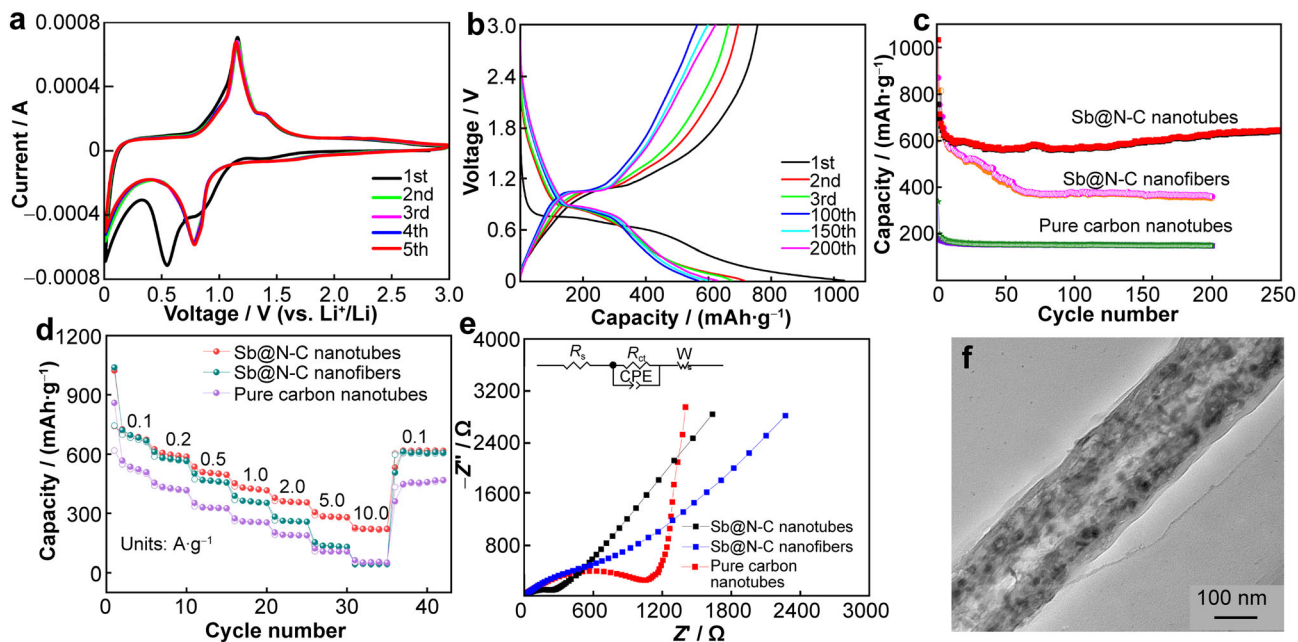 a
Current / A
0.0008
0.0004
0
−0.0004
−0.0008
0
0.5
1.0
1.5
2.0
2.5
3.0
Voltage / V (vs. Li⁺/Li)
1st
2nd
3rd
4th
5th
b
Voltage / V
3.0
2.4
1.8
1.2
0.6
0
200
400
600
800
1000
Capacity / (mAh·g⁻¹)
1st
2nd
3rd
100th
150th
200th
c
Capacity / (mAh·g⁻¹)
1000
800
600
400
200
0
50
100
150
200
250
Cycle number
Sb@N-C nanotubes
Sb@N-C nanofibers
Pure carbon nanotubes
d
Capacity / (mAh·g⁻¹)
1200
900
600
300
0
0
10
20
30
40
Cycle number
Sb@N-C nanotubes
Sb@N-C nanofibers
Pure carbon nanotubes
0.1
0.2
0.5
1.0
2.0
5.0
10.0
0.1
Units: A·g⁻¹
e
−Z'' / Ω
4000
3600
2400
1600
800
0
600
1200
1800
2400
3000
Z' / Ω
Rs
Rct
W
CPE
Sb@N-C nanotubes
Sb@N-C nanofibers
Pure carbon
nanotubes
f
100 nm